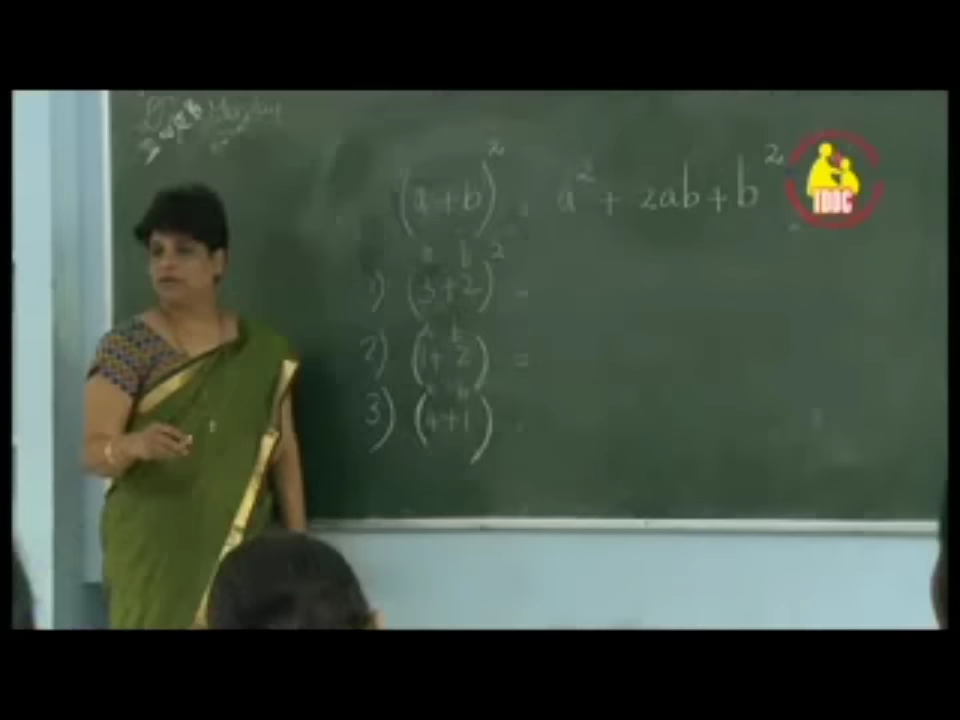 (a+b)² = a² + 2ab + b²
a b
1) (3+2)² =
a b
2) (1+2) =
a b
3) (4+1) =
IDDC